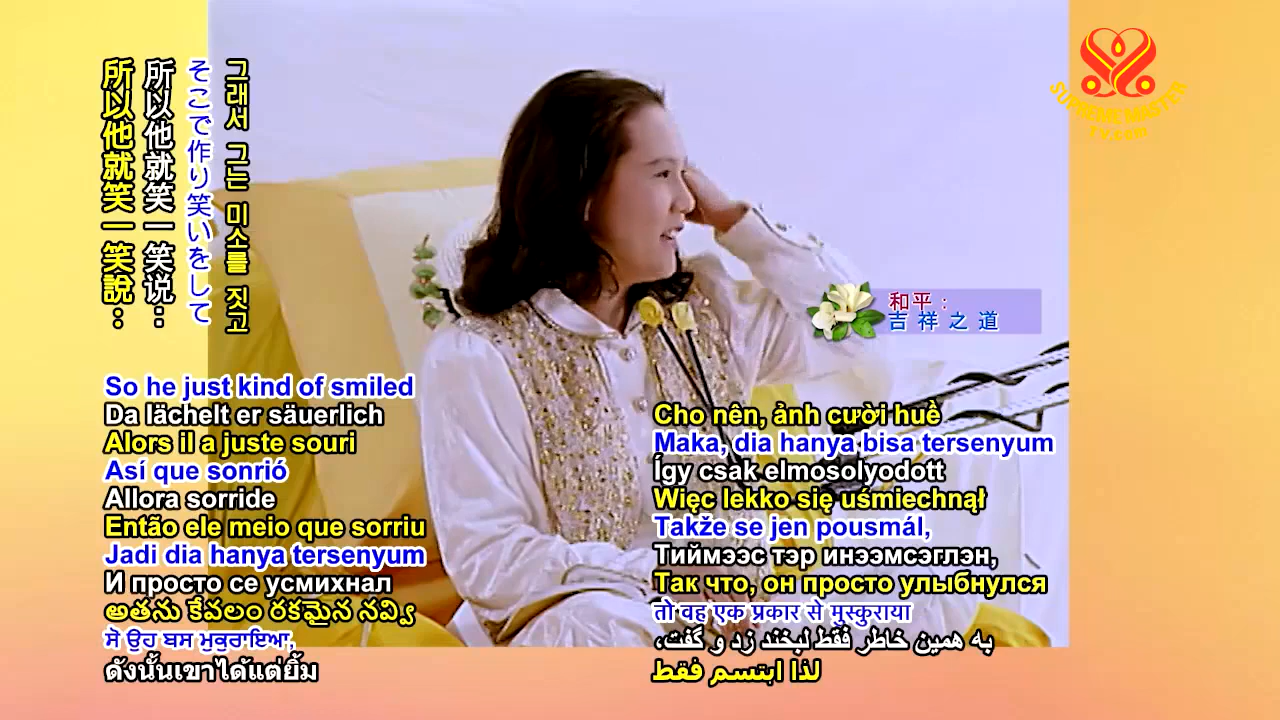 所以他就笑一笑說…
所以他就笑一笑说…
そこで作り笑いをして
그래서 그는 미소를 짓고
SUPREME MASTER
TV.com
和平：
吉祥之道
So he just kind of smiled
Da lächelt er säuerlich
Alors il a juste souri
Así que sonrió
Allora sorride
Então ele meio que sorriu
Jadi dia hanya tersenyum
И просто се усмихнал
అతను కేవలం రకమైన నవ్వి
ਸੋ ਉਹ ਬਸ ਮੁਕੁਰਾਇਆ,
ดังนั้นเขาได้แต่ยิ้ม
Cho nên, ảnh cười huề
Maka, dia hanya bisa tersenyum
Így csak elmosolyodott
Więc lekko się uśmiechnął
Takže se jen pousmál,
Тиймээс тэр инээмсэглэн,
Так что, он просто улыбнулся
तो वह एक प्रकार से मुस्कुराया
به همین خاطر فقط لبخند زد و گفت،
لذا ابتسم فقط